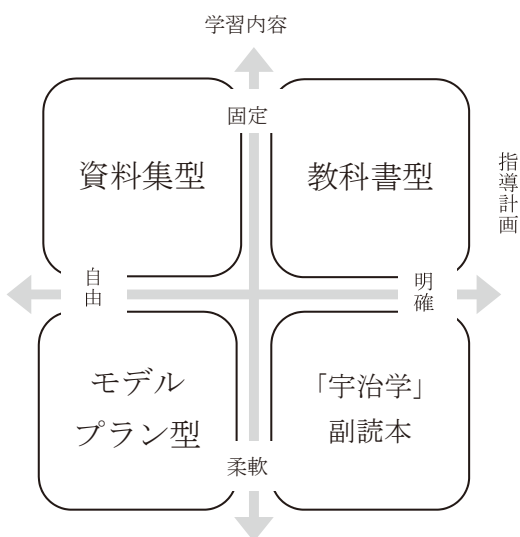 学習内容
固定
資料集型
教科書型
指導計画
自由
明確
モデル
プラン型
「宇治学」
副読本
柔軟